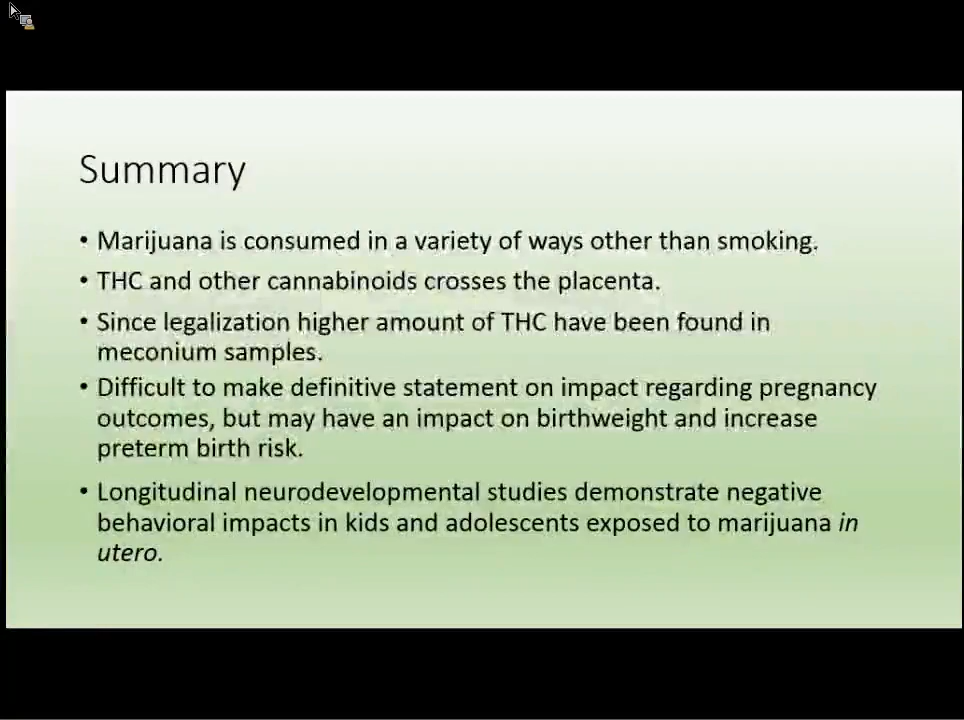 Summary
• Marijuana is consumed in a variety of ways other than smoking.
• THC and other cannabinoids crosses the placenta.
• Since legalization higher amount of THC have been found in
meconium samples.
• Difficult to make definitive statement on impact regarding pregnancy
outcomes, but may have an impact on birthweight and increase
preterm birth risk.
• Longitudinal neurodevelopmental studies demonstrate negative
behavioral impacts in kids and adolescents exposed to marijuana in
utero.